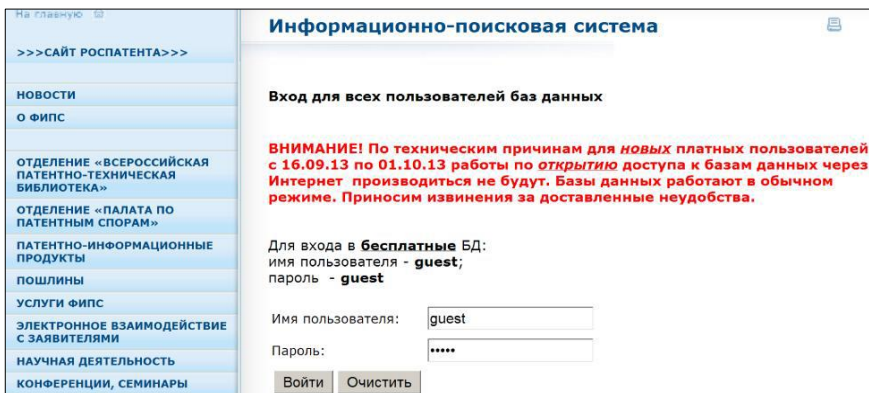 На главную
>>>САЙТ РОСПАТЕНТА>>>
НОВОСТИ
О ФИПС
ОТДЕЛЕНИЕ «ВСЕРОССИЙСКАЯ
ПАТЕНТНО-ТЕХНИЧЕСКАЯ
БИБЛИОТЕКА»
ОТДЕЛЕНИЕ «ПАЛАТА ПО
ПАТЕНТНЫМ СПОРАМ»
ПАТЕНТНО-ИНФОРМАЦИОННЫЕ
ПРОДУКТЫ
ПОШЛИНЫ
УСЛУГИ ФИПС
ЭЛЕКТРОННОЕ ВЗАИМОДЕЙСТВИЕ
С ЗАЯВИТЕЛЯМИ
НАУЧНАЯ ДЕЯТЕЛЬНОСТЬ
КОНФЕРЕНЦИИ, СЕМИНАРЫ
Информационно-поисковая система
Вход для всех пользователей баз данных
ВНИМАНИЕ! По техническим причинам для новых платных пользователей
с 16.09.13 по 01.10.13 работы по открытию доступа к базам данных через
Интернет производиться не будут. Базы данных работают в обычном
режиме. Приносим извинения за доставленные неудобства.
Для входа в бесплатные БД:
имя пользователя - guest;
пароль - guest
Имя пользователя: guest
Пароль: •••••
Войти Очистить